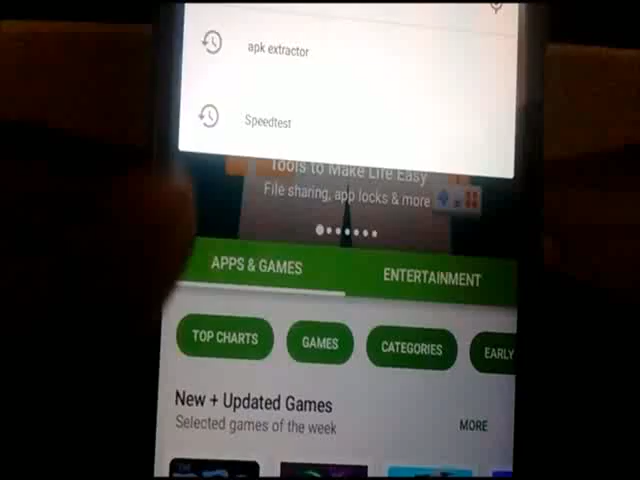 apk extractor
Speedtest
Tools to Make Life Easy
File sharing, app locks & more
APPS & GAMES
ENTERTAINMENT
TOP CHARTS
GAMES
CATEGORIES
EARLY
New + Updated Games
MORE
Selected games of the week
THE